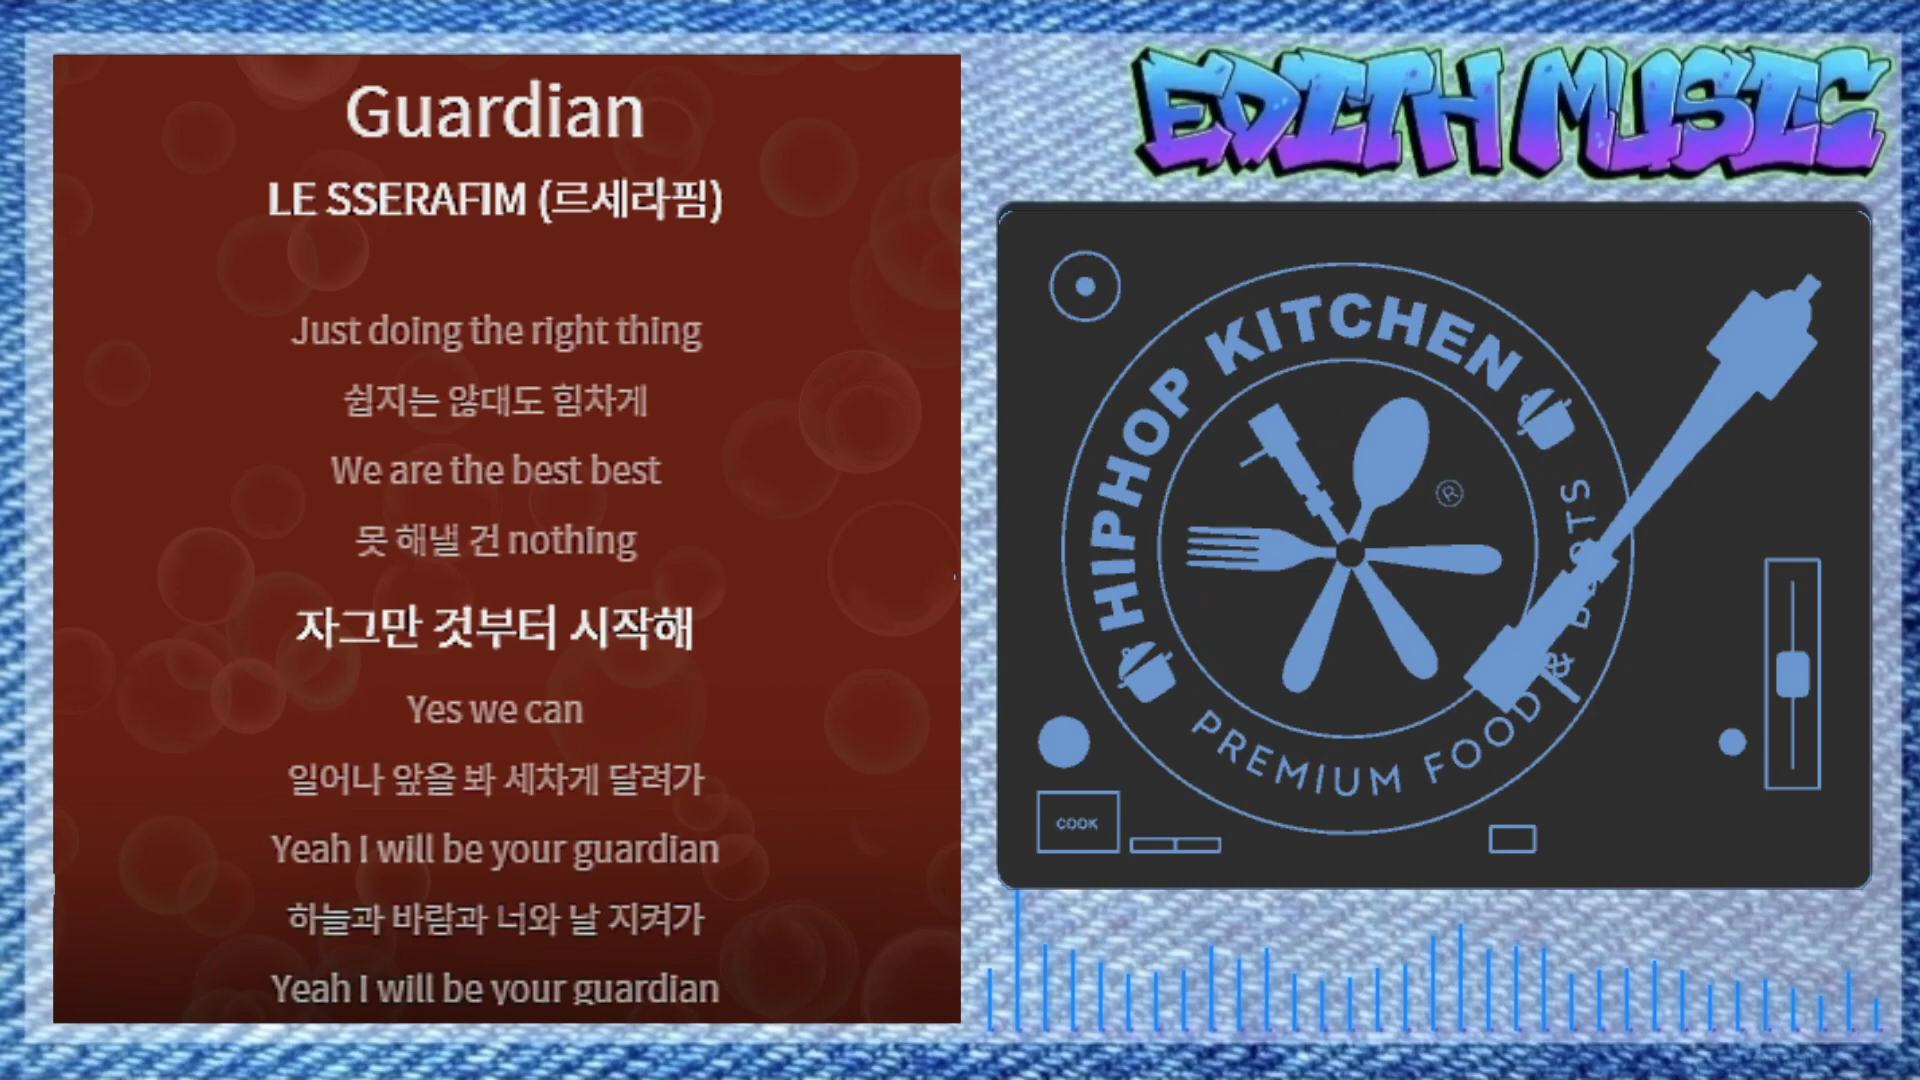 Guardian
LE SSERAFIM (르세라핌)
Just doing the right thing
쉽지는 않대도 힘차게
We are the best best
못 해낼 건 nothing
자그만 것부터 시작해
Yes we can
일어나 앞을 봐 세차게 달려가
Yeah I will be your guardian
하늘과 바람과 너와 날 지켜가
Yeah I will be your guardian
EDITH MUSIC
HIPHOP KITCHEN
®
PREMIUM FOOD &
COOK